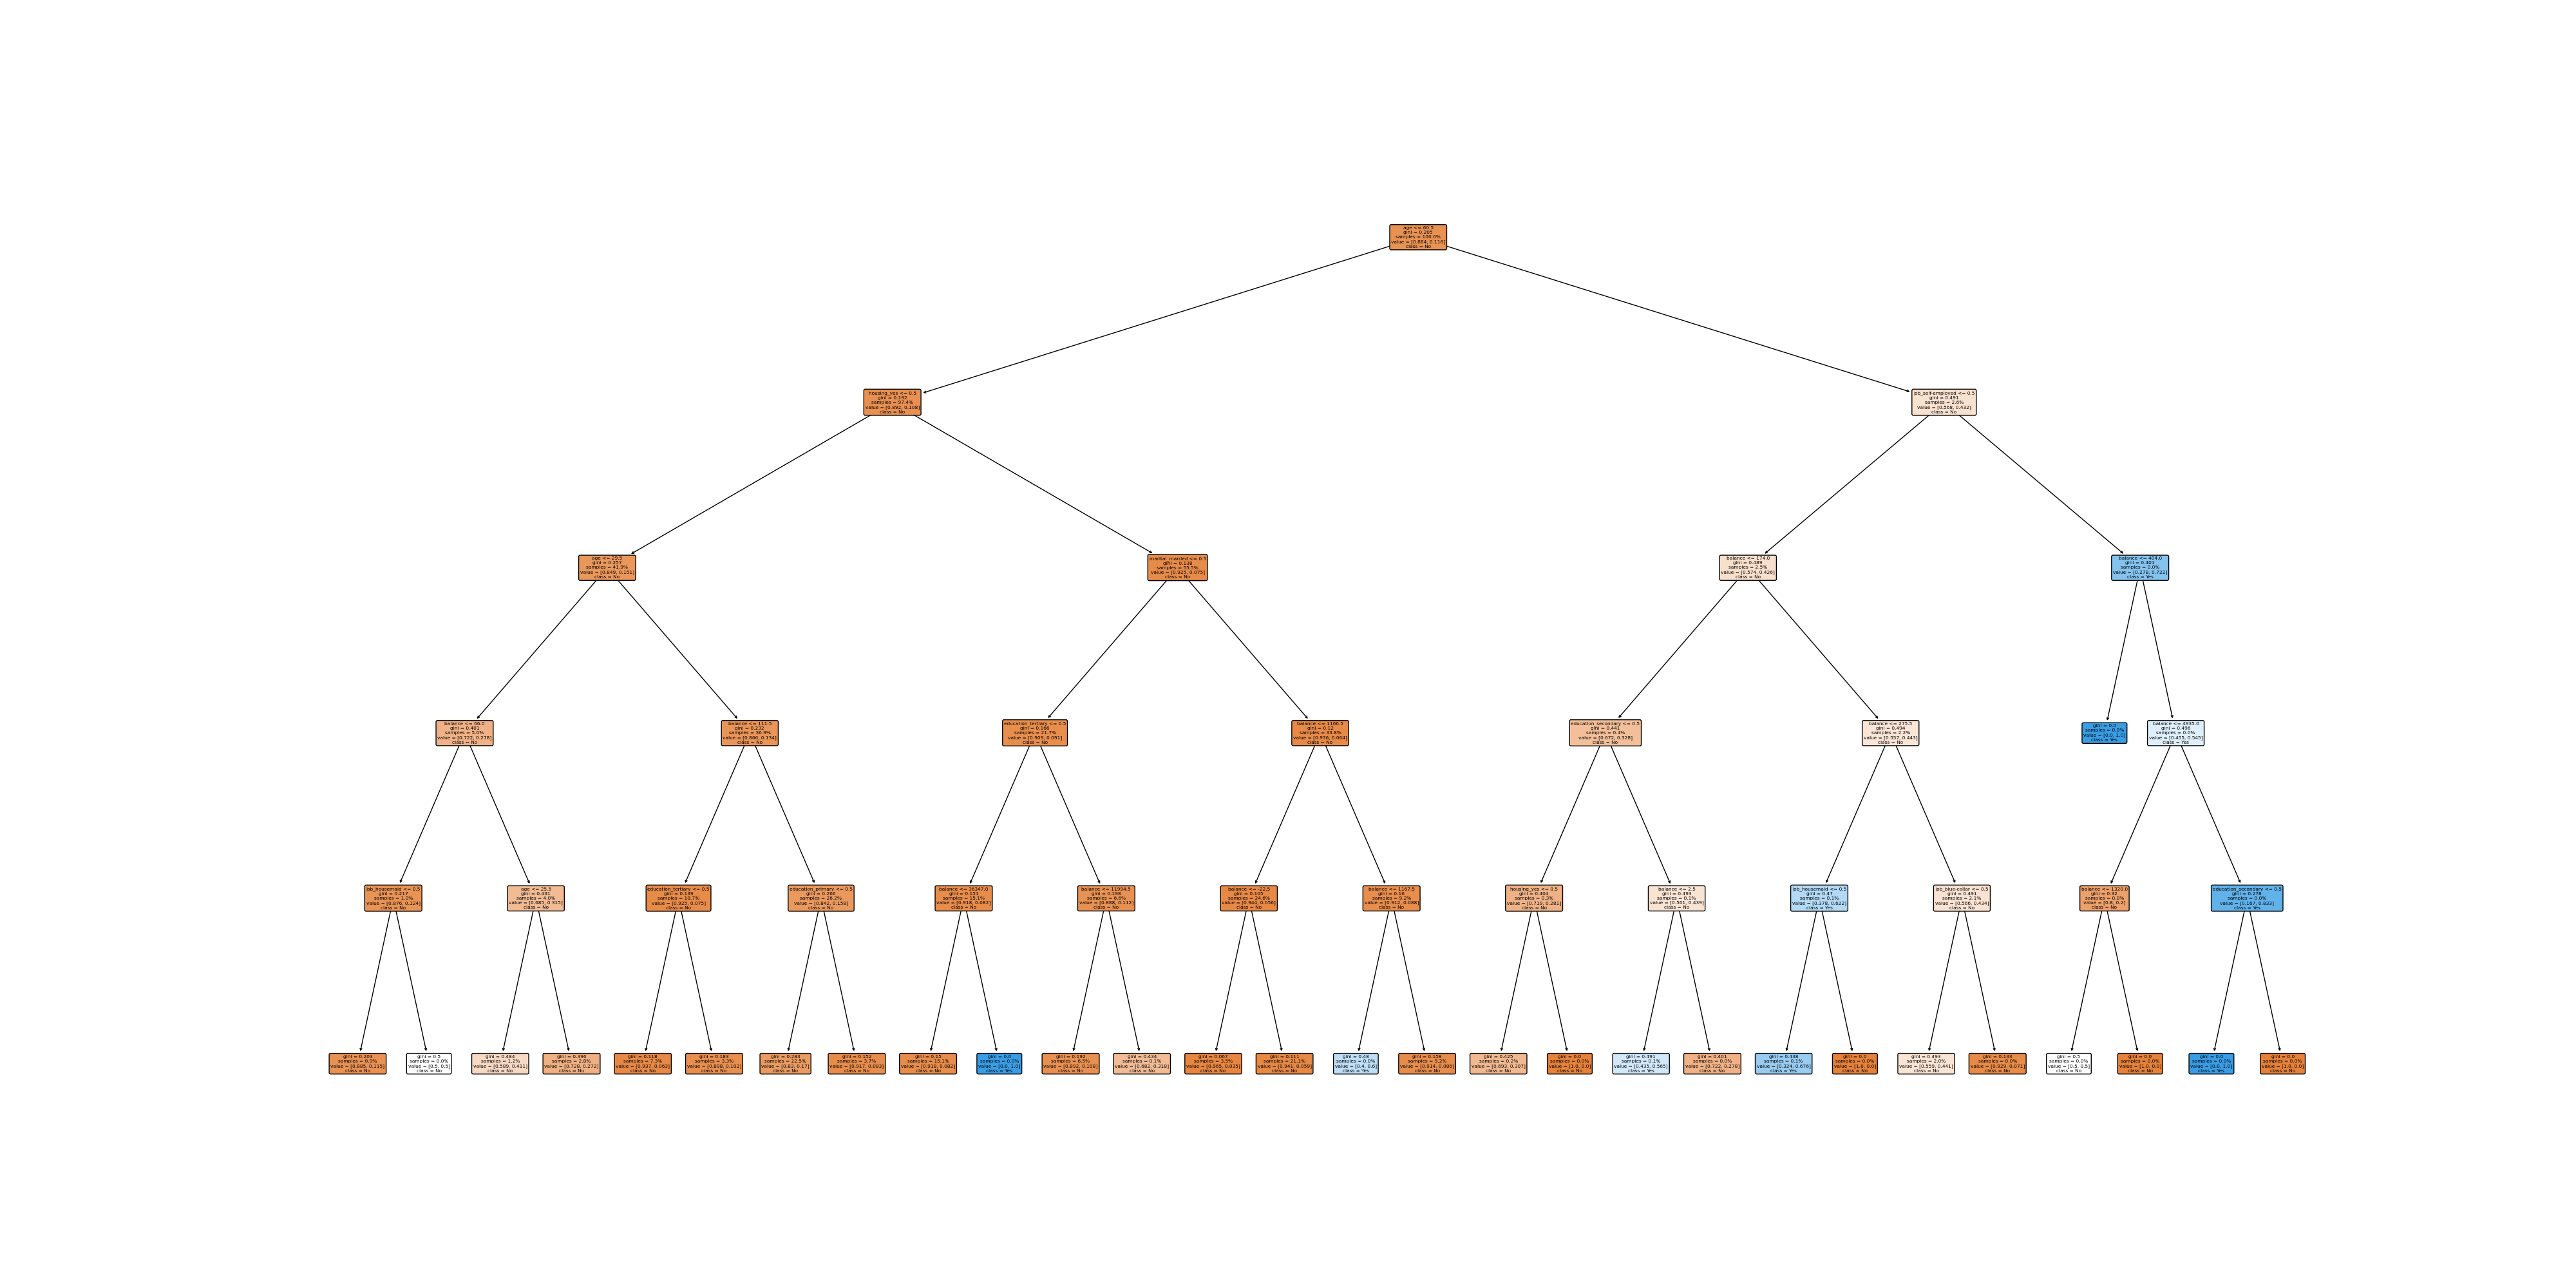 age <= 60.5
gini = 0.205
samples = 100.0%
value = [0.884, 0.116]
class = No
housing_yes <= 0.5
gini = 0.192
samples = 97.4%
value = [0.892, 0.108]
class = No
job_self-employed <= 0.5
gini = 0.491
samples = 2.6%
value = [0.568, 0.432]
class = No
age <= 29.5
gini = 0.257
samples = 41.9%
value = [0.849, 0.151]
class = No
marital_married <= 0.5
gini = 0.138
samples = 55.5%
value = [0.925, 0.075]
class = No
balance <= 174.0
gini = 0.489
samples = 2.5%
value = [0.574, 0.426]
class = No
balance <= 404.0
gini = 0.401
samples = 0.0%
value = [0.278, 0.722]
class = Yes
balance <= 66.0
gini = 0.401
samples = 5.0%
value = [0.722, 0.278]
class = No
balance <= 111.5
gini = 0.232
samples = 36.9%
value = [0.866, 0.134]
class = No
education_tertiary <= 0.5
gini = 0.166
samples = 21.7%
value = [0.909, 0.091]
class = No
balance <= 1166.5
gini = 0.12
samples = 33.8%
value = [0.936, 0.064]
class = No
education_secondary <= 0.5
gini = 0.441
samples = 0.4%
value = [0.672, 0.328]
class = No
balance <= 275.5
gini = 0.494
samples = 2.2%
value = [0.557, 0.443]
class = No
gini = 0.0
samples = 0.0%
value = [0.0, 1.0]
class = Yes
balance <= 4935.0
gini = 0.496
samples = 0.0%
value = [0.455, 0.545]
class = Yes
job_housemaid <= 0.5
gini = 0.217
samples = 1.0%
value = [0.876, 0.124]
class = No
age <= 25.5
gini = 0.431
samples = 4.0%
value = [0.685, 0.315]
class = No
education_tertiary <= 0.5
gini = 0.139
samples = 10.7%
value = [0.925, 0.075]
class = No
education_primary <= 0.5
gini = 0.266
samples = 26.2%
value = [0.842, 0.158]
class = No
balance <= 36347.0
gini = 0.151
samples = 15.1%
value = [0.918, 0.082]
class = No
balance <= 11994.5
gini = 0.198
samples = 6.6%
value = [0.888, 0.112]
class = No
balance <= -22.5
gini = 0.105
samples = 24.6%
value = [0.944, 0.056]
class = No
balance <= 1167.5
gini = 0.16
samples = 9.2%
value = [0.912, 0.088]
class = No
housing_yes <= 0.5
gini = 0.404
samples = 0.3%
value = [0.719, 0.281]
class = No
balance <= 2.5
gini = 0.493
samples = 0.1%
value = [0.561, 0.439]
class = No
job_housemaid <= 0.5
gini = 0.47
samples = 0.1%
value = [0.378, 0.622]
class = Yes
job_blue-collar <= 0.5
gini = 0.491
samples = 2.1%
value = [0.566, 0.434]
class = No
balance <= 1320.0
gini = 0.32
samples = 0.0%
value = [0.8, 0.2]
class = No
education_secondary <= 0.5
gini = 0.278
samples = 0.0%
value = [0.167, 0.833]
class = Yes
gini = 0.203
samples = 0.9%
value = [0.885, 0.115]
class = No
gini = 0.5
samples = 0.0%
value = [0.5, 0.5]
class = No
gini = 0.484
samples = 1.2%
value = [0.589, 0.411]
class = No
gini = 0.396
samples = 2.8%
value = [0.728, 0.272]
class = No
gini = 0.118
samples = 7.3%
value = [0.937, 0.063]
class = No
gini = 0.183
samples = 3.3%
value = [0.898, 0.102]
class = No
gini = 0.283
samples = 22.5%
value = [0.83, 0.17]
class = No
gini = 0.152
samples = 3.7%
value = [0.917, 0.083]
class = No
gini = 0.15
samples = 15.1%
value = [0.918, 0.082]
class = No
gini = 0.0
samples = 0.0%
value = [0.0, 1.0]
class = Yes
gini = 0.192
samples = 6.5%
value = [0.892, 0.108]
class = No
gini = 0.434
samples = 0.1%
value = [0.682, 0.318]
class = No
gini = 0.067
samples = 3.5%
value = [0.965, 0.035]
class = No
gini = 0.111
samples = 21.1%
value = [0.941, 0.059]
class = No
gini = 0.48
samples = 0.0%
value = [0.4, 0.6]
class = Yes
gini = 0.158
samples = 9.2%
value = [0.914, 0.086]
class = No
gini = 0.425
samples = 0.2%
value = [0.693, 0.307]
class = No
gini = 0.0
samples = 0.0%
value = [1.0, 0.0]
class = No
gini = 0.491
samples = 0.1%
value = [0.435, 0.565]
class = Yes
gini = 0.401
samples = 0.0%
value = [0.722, 0.278]
class = No
gini = 0.438
samples = 0.1%
value = [0.324, 0.676]
class = Yes
gini = 0.0
samples = 0.0%
value = [1.0, 0.0]
class = No
gini = 0.493
samples = 2.0%
value = [0.559, 0.441]
class = No
gini = 0.133
samples = 0.0%
value = [0.929, 0.071]
class = No
gini = 0.5
samples = 0.0%
value = [0.5, 0.5]
class = No
gini = 0.0
samples = 0.0%
value = [1.0, 0.0]
class = No
gini = 0.0
samples = 0.0%
value = [0.0, 1.0]
class = Yes
gini = 0.0
samples = 0.0%
value = [1.0, 0.0]
class = No